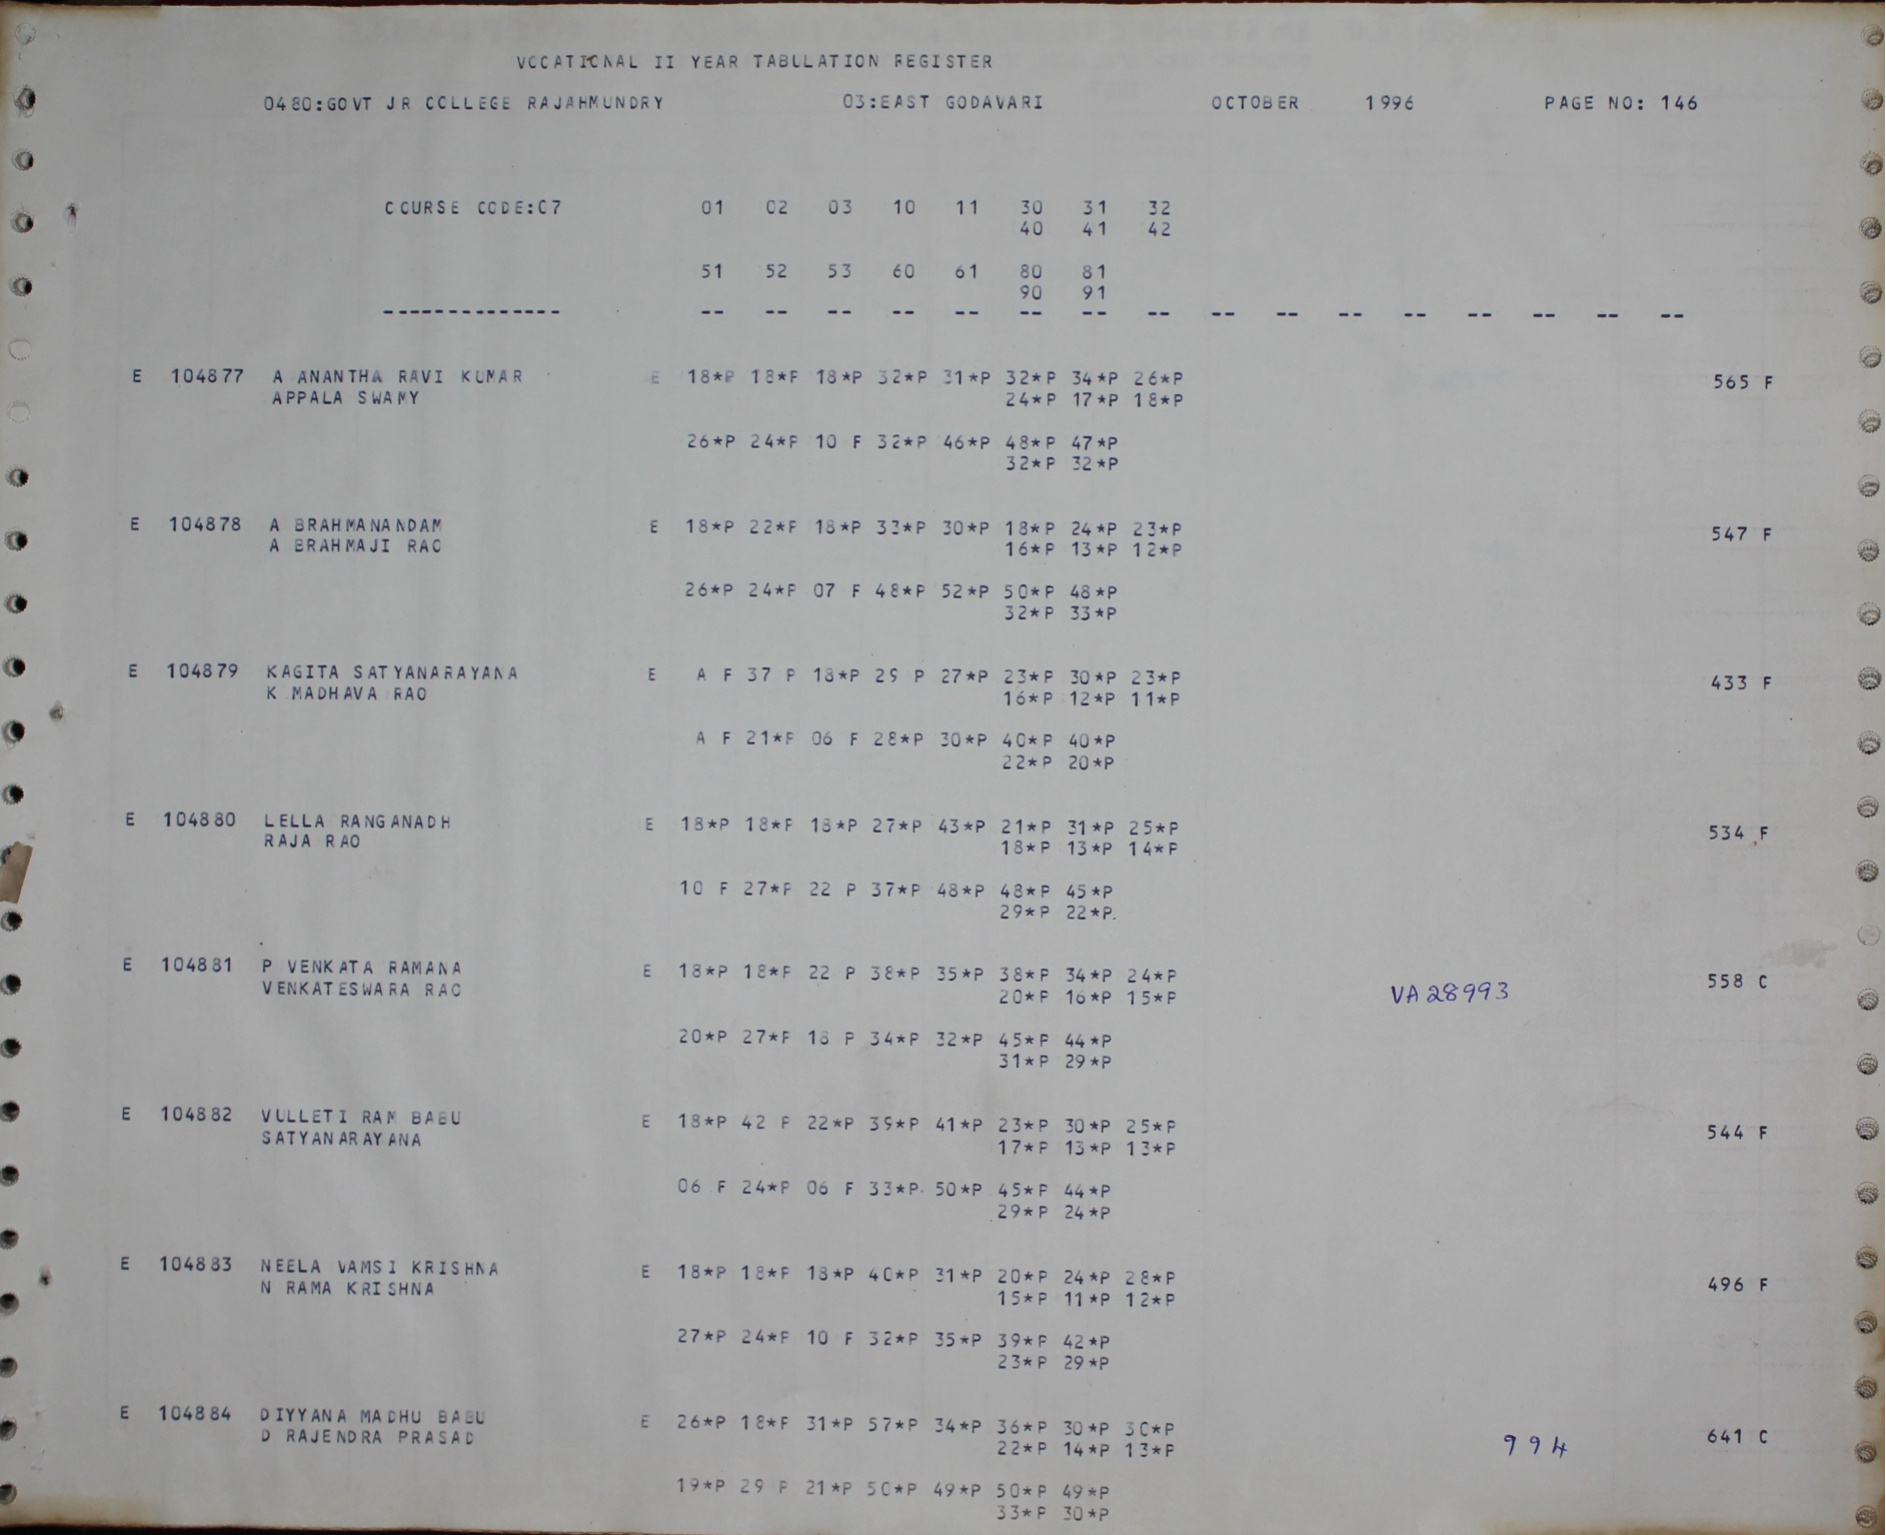 VOCATIONAL II YEAR TABULATION REGISTER
0480:GOVT JR COLLEGE RAJAHMUNDRY 03:EAST GODAVARI OCTOBER 1996 PAGE NO: 146
COURSE CODE:C7 01 02 03 10 11 30 31 32
40 41 42
51 52 53 60 61 80 81
90 91
-------------- -- -- -- -- -- -- -- -- -- -- -- -- -- -- -- --
E 104877 A ANANTHA RAVI KUMAR E 18*P 18*P 18*P 32*P 31*P 32*P 34*P 26*P 565 F
APPALA SWAMY 24*P 17*P 18*P
26*P 24*P 10 F 32*P 46*P 48*P 47*P
32*P 32*P
E 104878 A BRAHMANANDAM E 18*P 22*P 18*P 33*P 30*P 18*P 24*P 23*P 547 F
A BRAHMAJI RAO 16*P 13*P 12*P
26*P 24*P 07 F 48*P 52*P 50*P 48*P
32*P 33*P
E 104879 KAGITA SATYANARAYANA E A F 37 P 18*P 29 P 27*P 23*P 30*P 23*P 433 F
K MADHAVA RAO 16*P 12*P 11*P
A F 21*P 06 F 28*P 30*P 40*P 40*P
22*P 20*P
E 104880 LELLA RANGANADH E 18*P 18*P 18*P 27*P 43*P 21*P 31*P 25*P 534 F
RAJA RAO 18*P 13*P 14*P
10 F 27*P 22 P 37*P 48*P 48*P 45*P
29*P 22*P
E 104881 P VENKATA RAMANA E 18*P 18*P 22 P 38*P 35*P 38*P 34*P 24*P 558 C
VENKATESWARA RAO 20*P 16*P 15*P VA28993
20*P 27*P 18 P 34*P 32*P 45*P 44*P
31*P 29*P
E 104882 VULLETI RAM BABU E 18*P 42 P 22*P 39*P 41*P 23*P 30*P 25*P 544 F
SATYANARAYANA 17*P 13*P 13*P
06 F 24*P 06 F 33*P 50*P 45*P 44*P
29*P 24*P
E 104883 NEELA VAMSI KRISHNA E 18*P 18*P 18*P 40*P 31*P 20*P 24*P 28*P 496 F
N RAMA KRISHNA 15*P 11*P 12*P
27*P 24*P 10 F 32*P 35*P 39*P 42*P
23*P 29*P
E 104884 DIYYANA MADHU BABU E 26*P 18*P 31*P 57*P 34*P 36*P 30*P 30*P 641 C
D RAJENDRA PRASAD 22*P 14*P 13*P 994
19*P 29 P 21*P 50*P 49*P 50*P 49*P
33*P 30*P